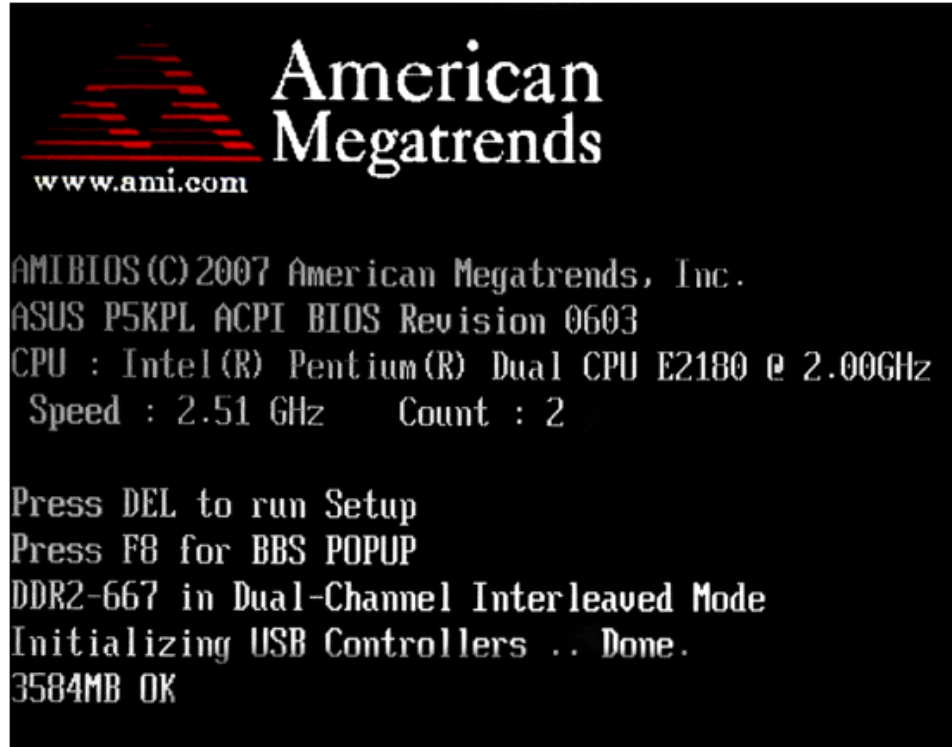 American
Megatrends
www.ami.com
AMIBIOS(C)2007 American Megatrends, Inc.
ASUS P5KPL ACPI BIOS Revision 0603
CPU : Intel(R) Pentium(R) Dual CPU E2180 @ 2.00GHz
Speed : 2.51 GHz Count : 2
Press DEL to run Setup
Press F8 for BBS POPUP
DDR2-667 in Dual-Channel Interleaved Mode
Initializing USB Controllers .. Done.
3584MB OK